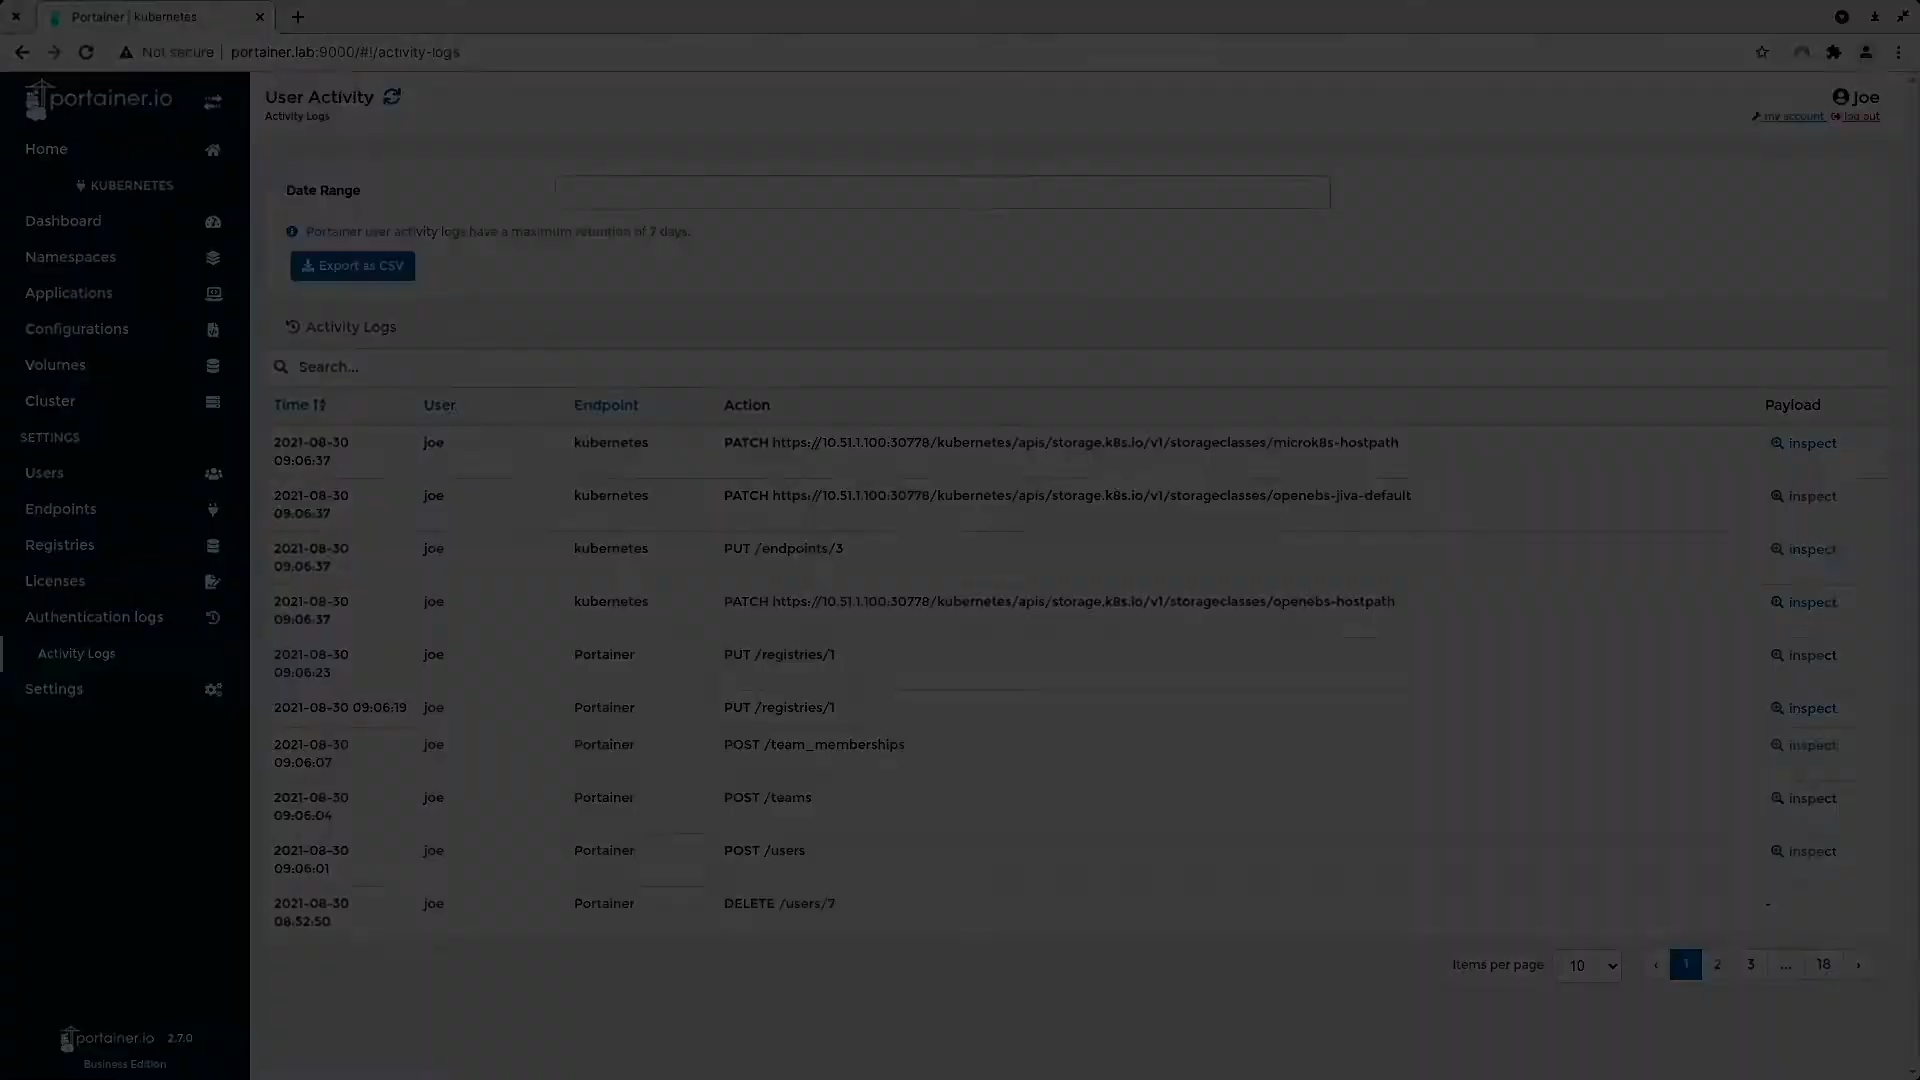 Portainer | kubernetes
Not secure | portainer.lab:9000/#!/activity-logs
portainer.io
Home
KUBERNETES
Dashboard
Namespaces
Applications
Configurations
Volumes
Cluster
SETTINGS
Users
Endpoints
Registries
Licenses
Authentication logs
Activity Logs
Settings
portainer.io 2.7.0
Business Edition
User Activity
Activity Logs
joe
my account log out
Date Range
Portainer user activity logs have a maximum retention of 7 days.
Export as CSV
Activity Logs
Search...
Time User Endpoint Action Payload
2021-08-30 09:06:37 joe kubernetes PATCH https://10.51.1.100:30778/kubernetes/apis/storage.k8s.io/v1/storageclasses/microk8s-hostpath inspect
2021-08-30 09:06:37 joe kubernetes PATCH https://10.51.1.100:30778/kubernetes/apis/storage.k8s.io/v1/storageclasses/openebs-jiva-default inspect
2021-08-30 09:06:37 joe kubernetes PUT /endpoints/3 inspect
2021-08-30 09:06:37 joe kubernetes PATCH https://10.51.1.100:30778/kubernetes/apis/storage.k8s.io/v1/storageclasses/openebs-hostpath inspect
2021-08-30 09:06:23 joe Portainer PUT /registries/1 inspect
2021-08-30 09:06:19 joe Portainer PUT /registries/1 inspect
2021-08-30 09:06:07 joe Portainer POST /team_memberships inspect
2021-08-30 09:06:04 joe Portainer POST /teams inspect
2021-08-30 09:06:01 joe Portainer POST /users inspect
2021-08-30 08:52:50 joe Portainer DELETE /users/7 -
Items per page 10 ‹ 1 2 3 ... 18 ›